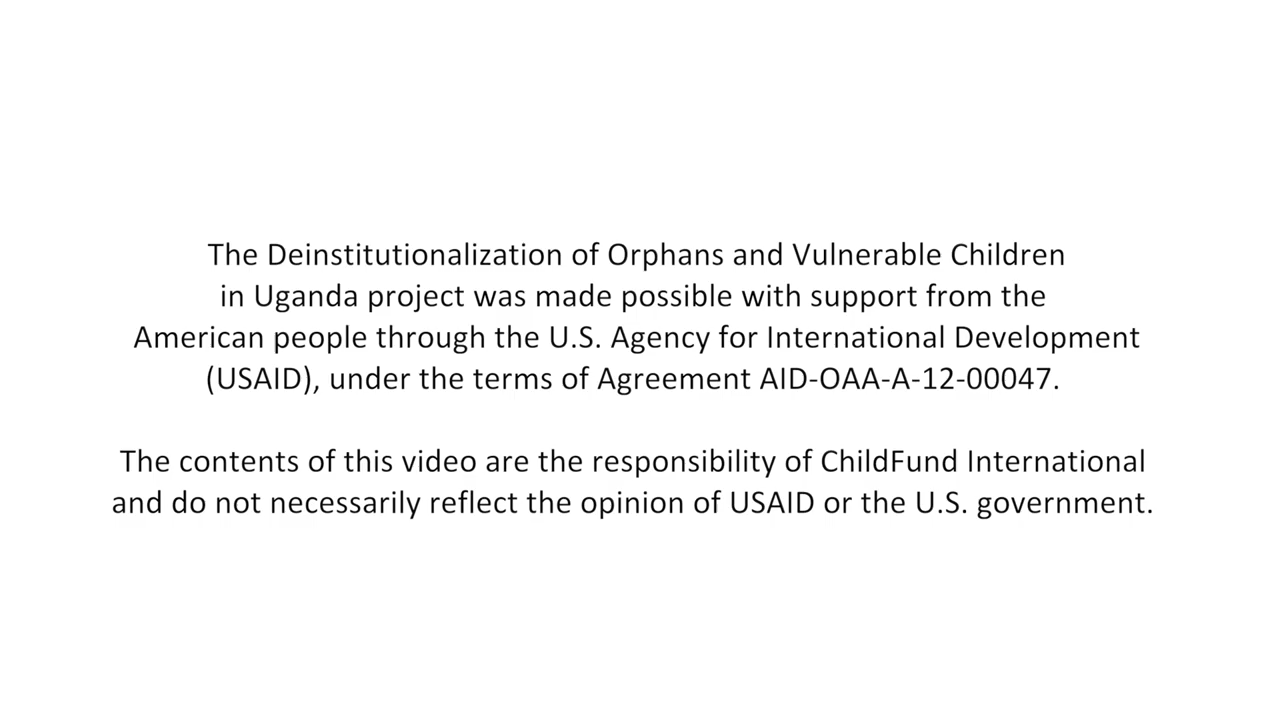 The Deinstitutionalization of Orphans and Vulnerable Children
in Uganda project was made possible with support from the
American people through the U.S. Agency for International Development
(USAID), under the terms of Agreement AID-OAA-A-12-00047.
The contents of this video are the responsibility of ChildFund International
and do not necessarily reflect the opinion of USAID or the U.S. government.